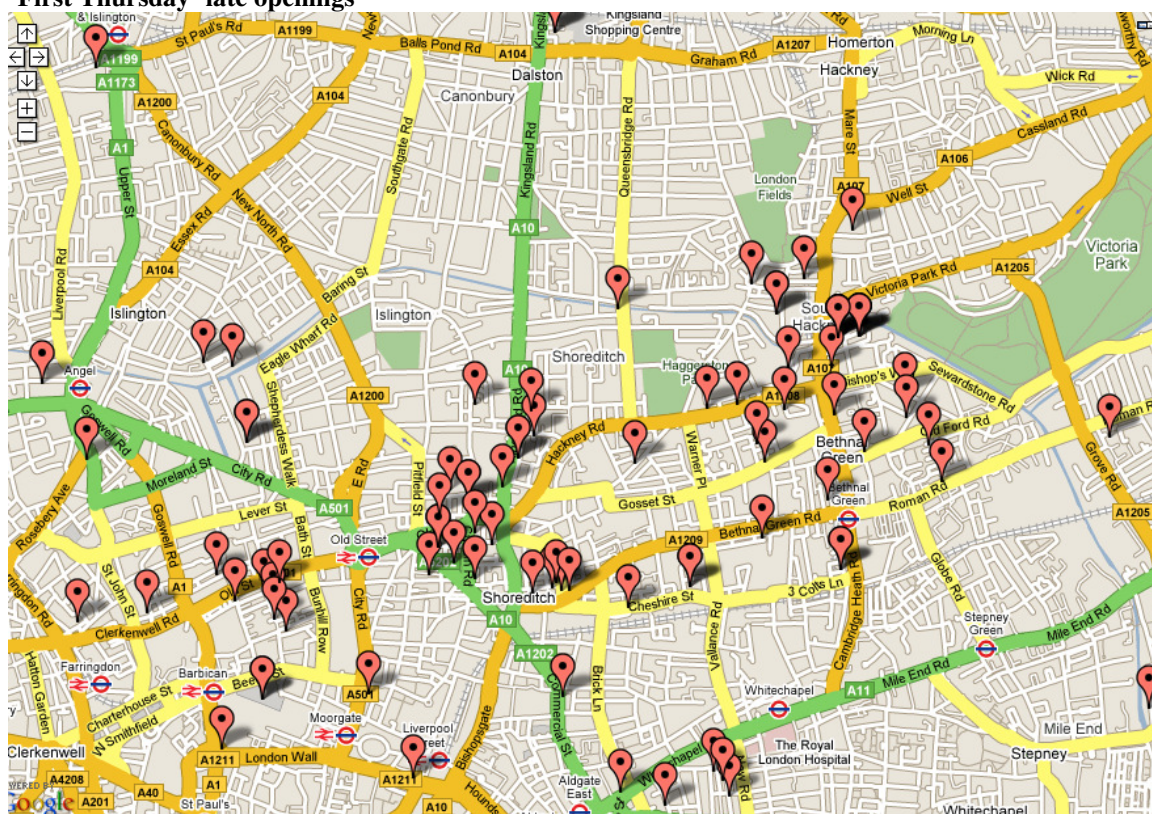 First Thursday late openings
& Islington
St Paul's Rd
A1199
Balls Pond Rd
A104
Kingsland
Shopping Centre
Graham Rd
A1207
Homerton
Morning Ln
Hackney
Wick Rd
A1199
A1173
Dalston
Canonbury
A1200
A104
Canonbury Rd
Southgate Rd
Kingsland Rd
Queensbridge Rd
Mare St
Cassland Rd
A106
A1
Upper St
New North Rd
Essex Rd
London
Fields
A107
Well St
A10
Victoria
Park
Liverpool Rd
A104
Baring St
Victoria Park Rd
A1205
Islington
Islington
Eagle Wharf Rd
Shoreditch
Haggerston
A10
A107
Sewardstone Rd
Angel
Shepherdess Walk
A1200
Goswell Rd
Hackney Rd
Warner Pl
Old Ford Rd
Bethnal
Green
Grove Rd
Moreland St
City Rd
Pitfield St
Rosebery Ave
A501
Gosset St
Bethnal
Green
Roman Rd
Lever St
Bath St
Goswell Rd
Old Street
Bethnal Green Rd
A1209
A1205
St John St
A1
Old St
Shoreditch
Cheshire St
3 Colts Ln
Globe Rd
Clerkenwell Rd
Bunhill Row
City Rd
A10
Vallance Rd
Cambridge Heath Rd
Stepney
Green
Mile End Rd
Farringdon
Barbican
Beech St
A501
A1202
Brick Ln
Mile End Rd
Hatton Garden
Charterhouse St
W Smithfield
Moorgate
Commercial St
Whitechapel
A11
Mile End
Clerkenwell
A1211
London Wall
A1211
Bishopsgate
The Royal
London Hospital
Stepney
A4208
A40
A201
A1
St Paul's
A10
Aldgate
East
Whitechapel
Google